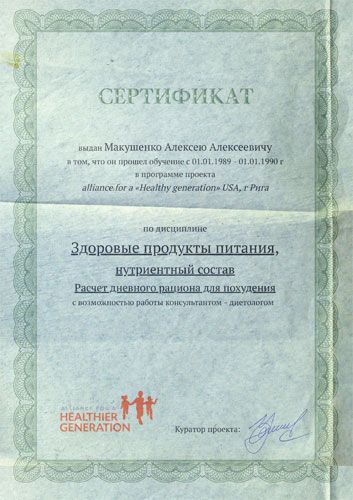 СЕРТИФИКАТ
выдан Макушенко Алексею Алексеевичу
в том, что он прошел обучение с 01.01.1989 - 01.01.1990 г
в программе проекта
alliance for a «Healthy generation» USA, г Рига
по дисциплине
Здоровые продукты питания,
нутриентный состав
Расчет дневного рациона для похудения
с возможностью работы консультантом - диетологом
ALLIANCE FOR A
HEALTHIER
GENERATION
Куратор проекта: